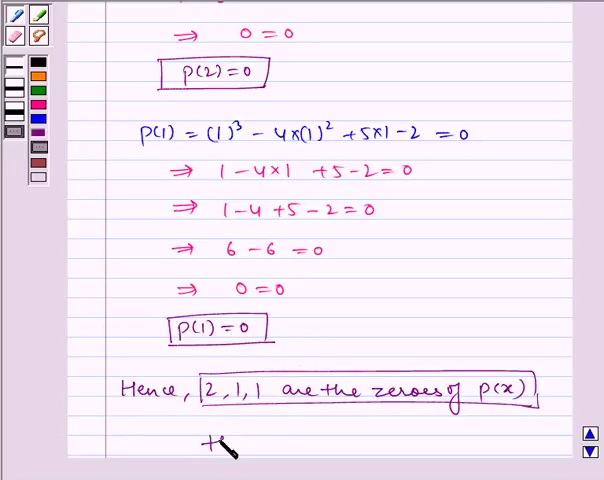 ⇒ 0 = 0
p(2) = 0
p(1) = (1)³ - 4×(1)² + 5×1 - 2 = 0
⇒ 1 - 4×1 + 5 - 2 = 0
⇒ 1 - 4 + 5 - 2 = 0
⇒ 6 - 6 = 0
⇒ 0 = 0
p(1) = 0
Hence, 2, 1, 1 are the zeroes of p(x)